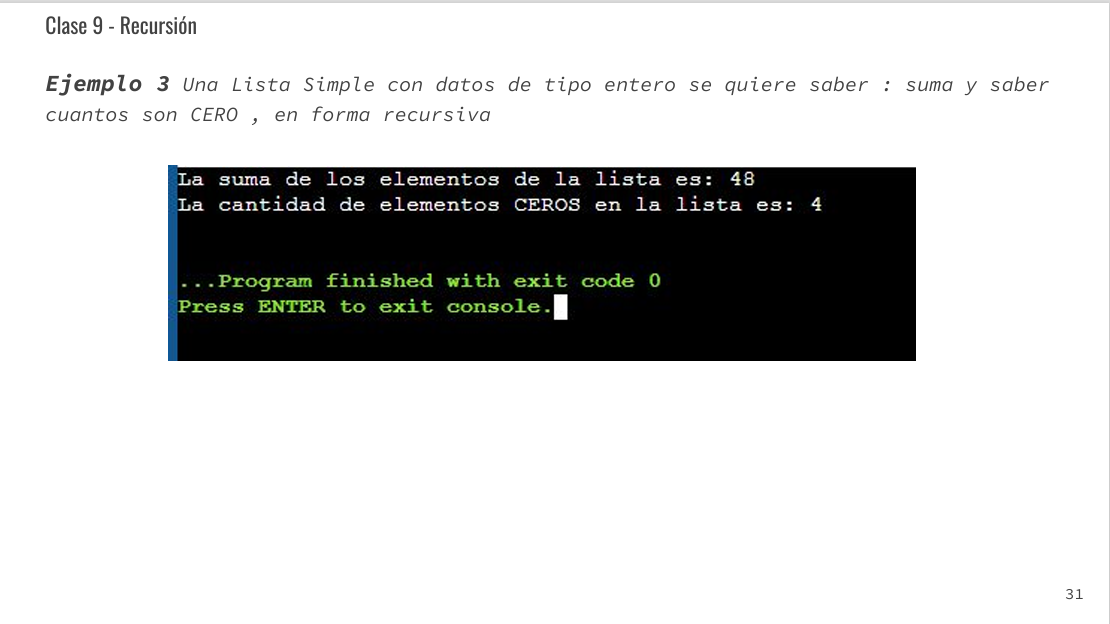 Clase 9 - Recursión
Ejemplo 3 Una Lista Simple con datos de tipo entero se quiere saber : suma y saber
cuantos son CERO , en forma recursiva
La suma de los elementos de la lista es: 48
La cantidad de elementos CEROS en la lista es: 4
...Program finished with exit code 0
Press ENTER to exit console.
31